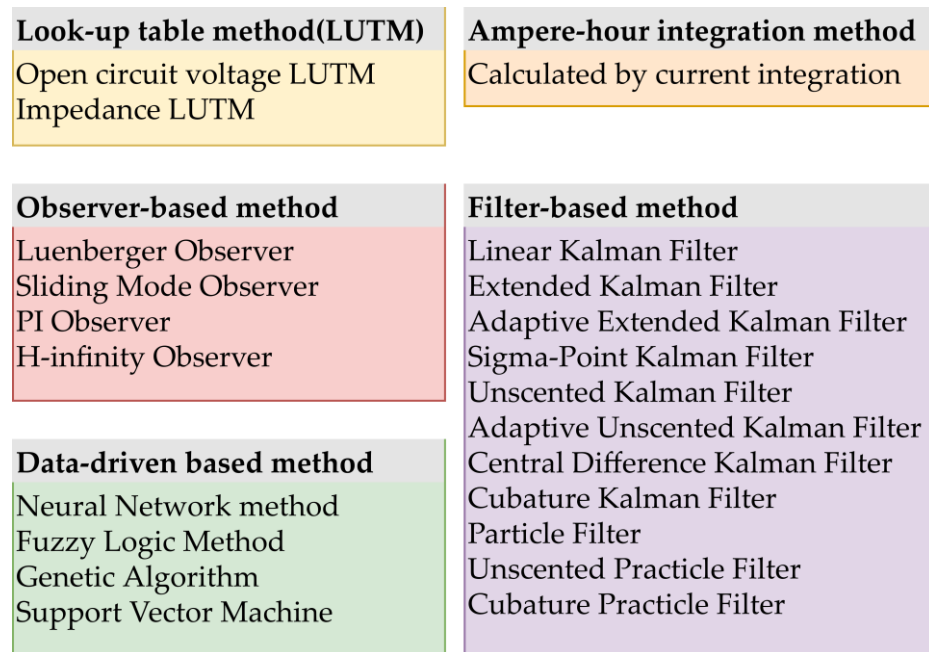 Look-up table method(LUTM)
Open circuit voltage LUTM
Impedance LUTM
Ampere-hour integration method
Calculated by current integration
Observer-based method
Luenberger Observer
Sliding Mode Observer
PI Observer
H-infinity Observer
Filter-based method
Linear Kalman Filter
Extended Kalman Filter
Adaptive Extended Kalman Filter
Sigma-Point Kalman Filter
Unscented Kalman Filter
Adaptive Unscented Kalman Filter
Central Difference Kalman Filter
Cubature Kalman Filter
Particle Filter
Unscented Practicle Filter
Cubature Practicle Filter
Data-driven based method
Neural Network method
Fuzzy Logic Method
Genetic Algorithm
Support Vector Machine